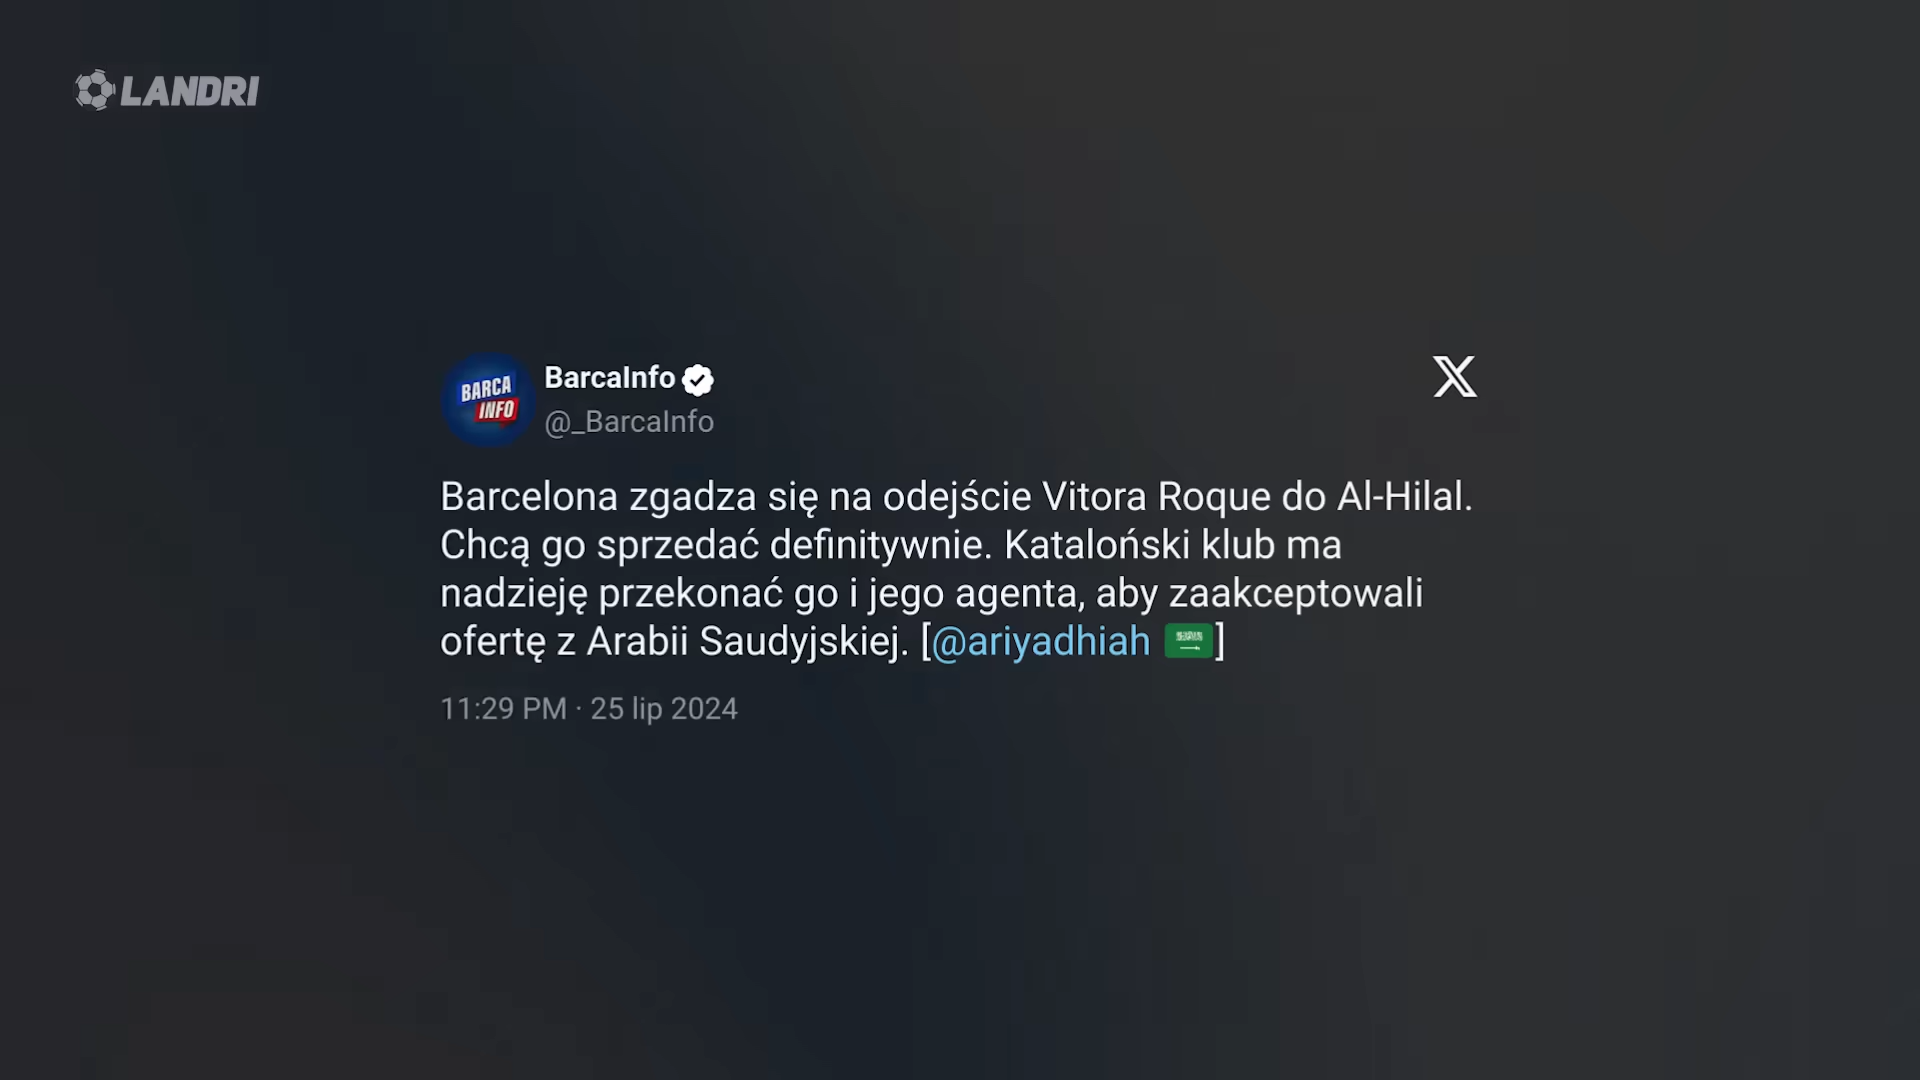 LANDRI
BARCA
INFO
BarcaInfo
@_BarcaInfo
Barcelona zgadza się na odejście Vitora Roque do Al-Hilal.
Chcą go sprzedać definitywnie. Kataloński klub ma
nadzieję przekonać go i jego agenta, aby zaakceptowali
ofertę z Arabii Saudyjskiej. [@ariyadhiah 🇸🇦]
11:29 PM · 25 lip 2024